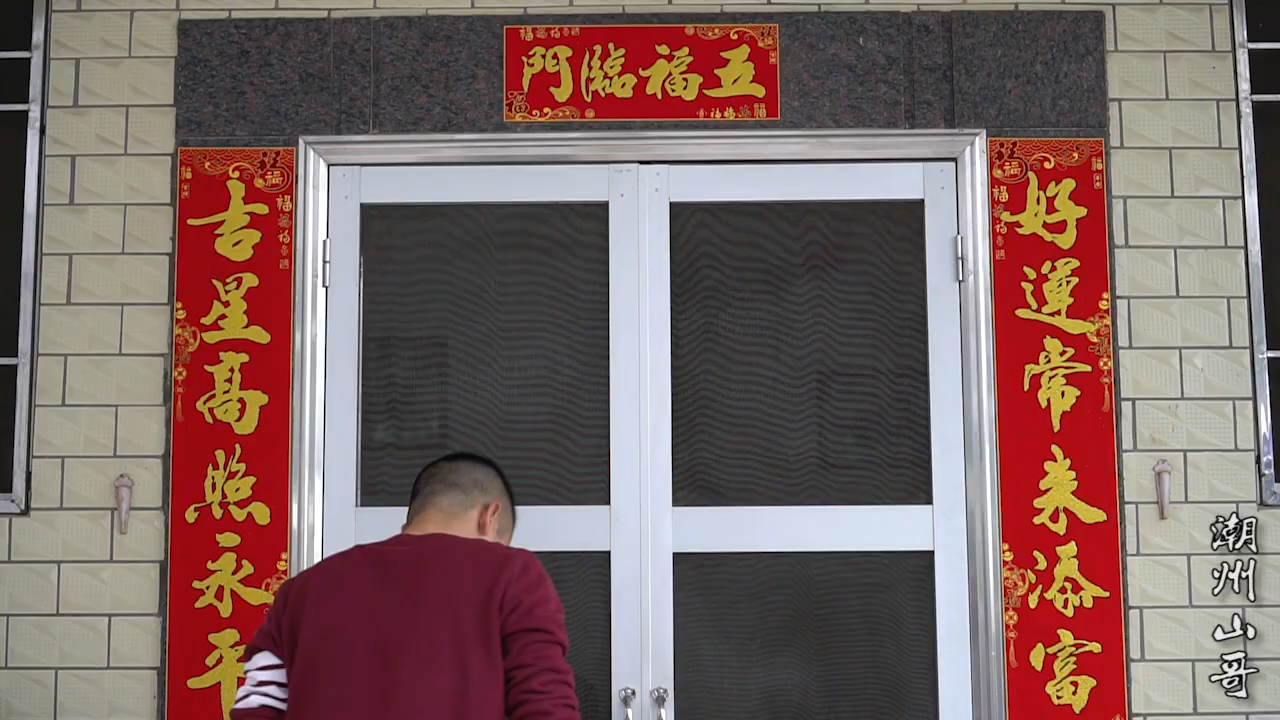 五福臨門
好運常来添富
吉星高照永平
潮州山哥